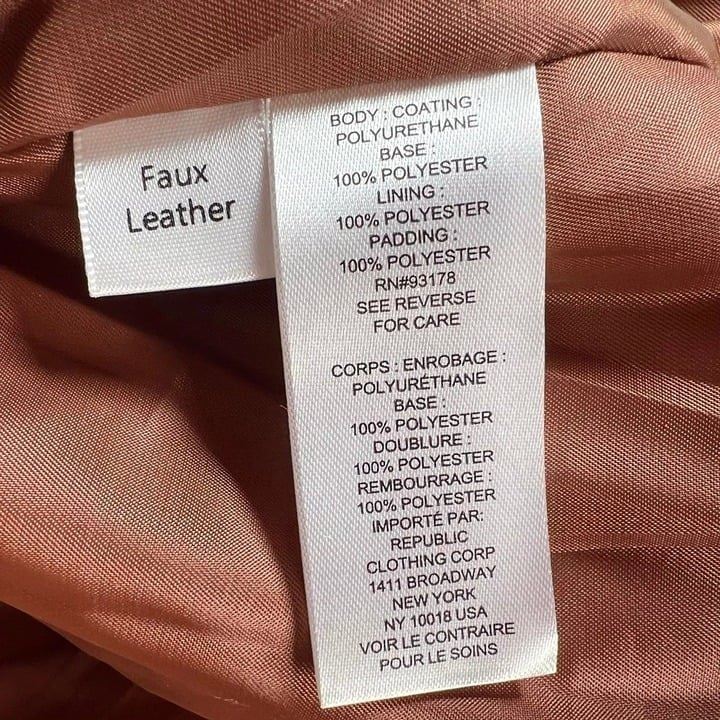 Faux
Leather
BODY : COATING :
POLYURETHANE
BASE :
100% POLYESTER
LINING :
100% POLYESTER
PADDING :
100% POLYESTER
RN#93178
SEE REVERSE
FOR CARE
CORPS : ENROBAGE :
POLYURÉTHANE
BASE :
100% POLYESTER
DOUBLURE :
100% POLYESTER
REMBOURRAGE :
100% POLYESTER
IMPORTÉ PAR:
REPUBLIC
CLOTHING CORP
1411 BROADWAY
NEW YORK
NY 10018 USA
VOIR LE CONTRAIRE
POUR LE SOINS